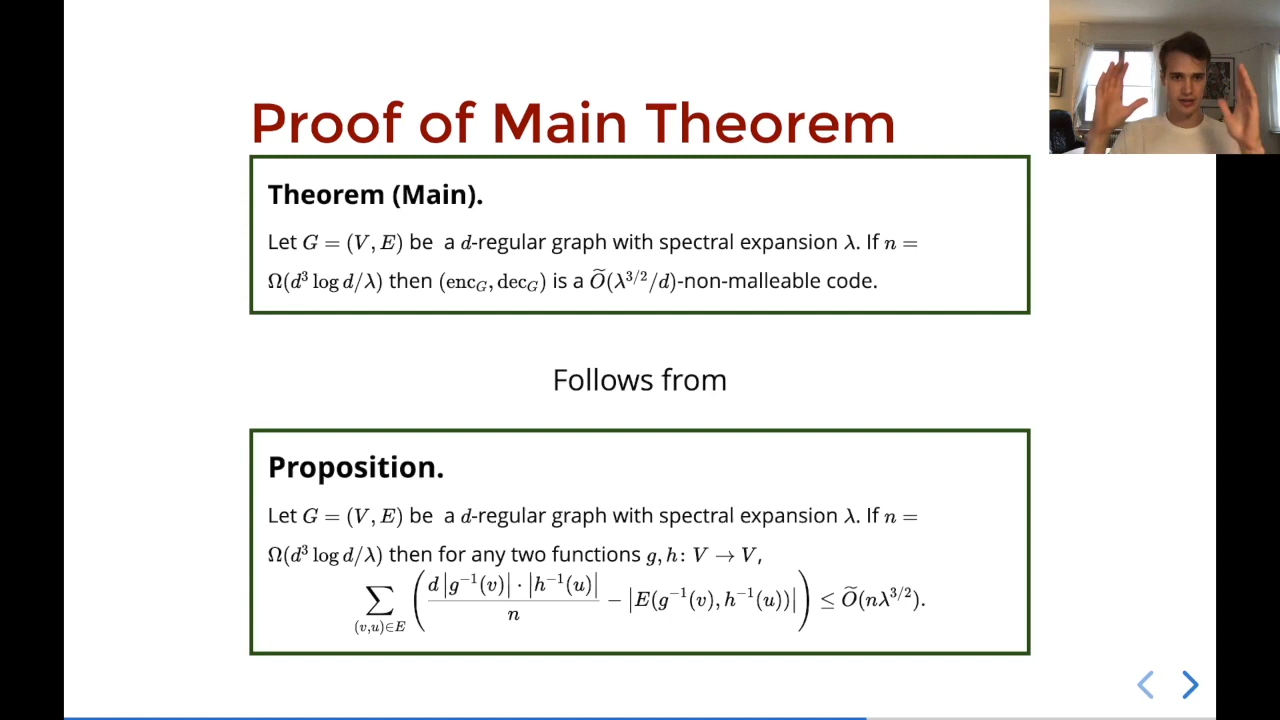 Proof of Main Theorem
Theorem (Main).
Let G = (V, E) be a d-regular graph with spectral expansion λ. If n =
Ω(d³ log d/λ) then (enc_G, dec_G) is a Õ(λ^{3/2}/d)-non-malleable code.
Follows from
Proposition.
Let G = (V, E) be a d-regular graph with spectral expansion λ. If n =
Ω(d³ log d/λ) then for any two functions g, h: V → V,
∑_{(v,u)∈E} ( d |g⁻¹(v)| · |h⁻¹(u)| / n − |E(g⁻¹(v), h⁻¹(u))| ) ≤ Õ(nλ^{3/2}).